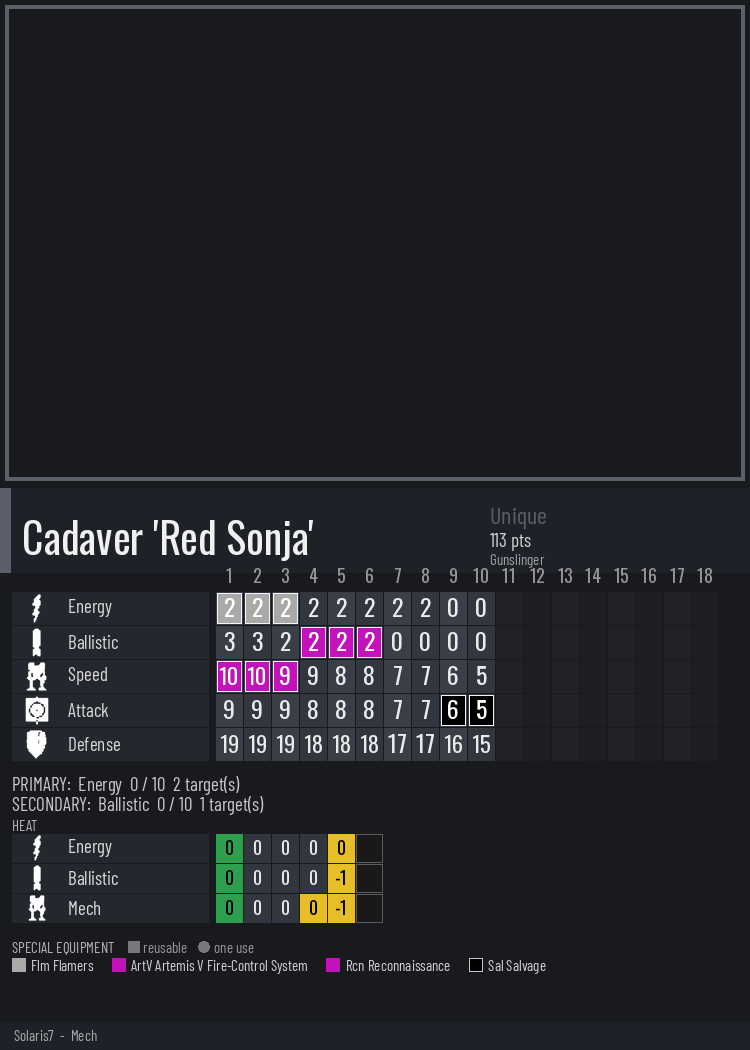 Cadaver 'Red Sonja'
Unique
113 pts
Gunslinger
1 2 3 4 5 6 7 8 9 10 11 12 13 14 15 16 17 18
Energy 2 2 2 2 2 2 2 2 0 0
Ballistic 3 3 2 2 2 2 0 0 0 0
Speed 10 10 9 9 8 8 7 7 6 5
Attack 9 9 9 8 8 8 7 7 6 5
Defense 19 19 19 18 18 18 17 17 16 15
PRIMARY: Energy 0 / 10 2 target(s)
SECONDARY: Ballistic 0 / 10 1 target(s)
HEAT
Energy 0 0 0 0 0
Ballistic 0 0 0 0 -1
Mech 0 0 0 0 -1
SPECIAL EQUIPMENT reusable one use
Flm Flamers ArtV Artemis V Fire-Control System Rcn Reconnaissance Sal Salvage
Solaris7 - Mech